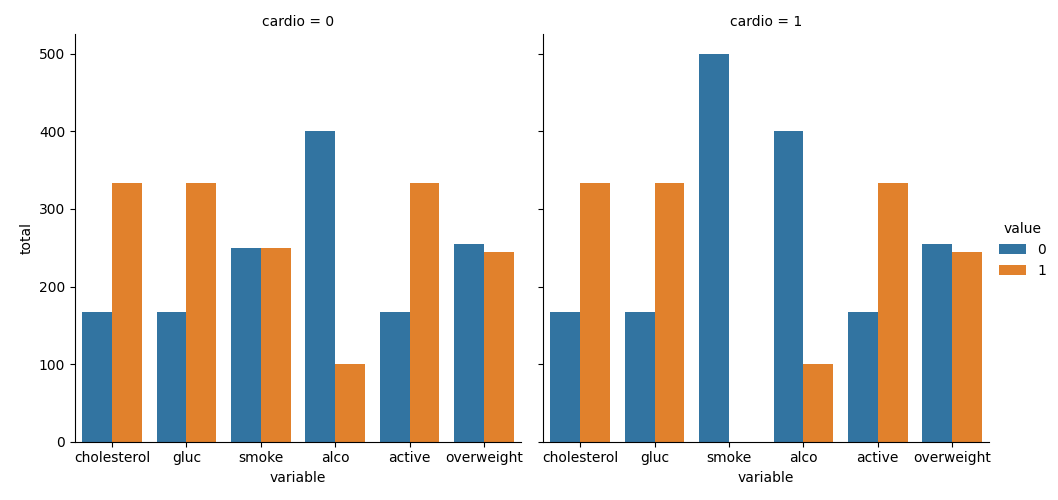 cardio = 0
cardio = 1
500
400
300
200
100
0
total
cholesterol gluc smoke alco active overweight
variable
cholesterol gluc smoke alco active overweight
variable
value
0
1